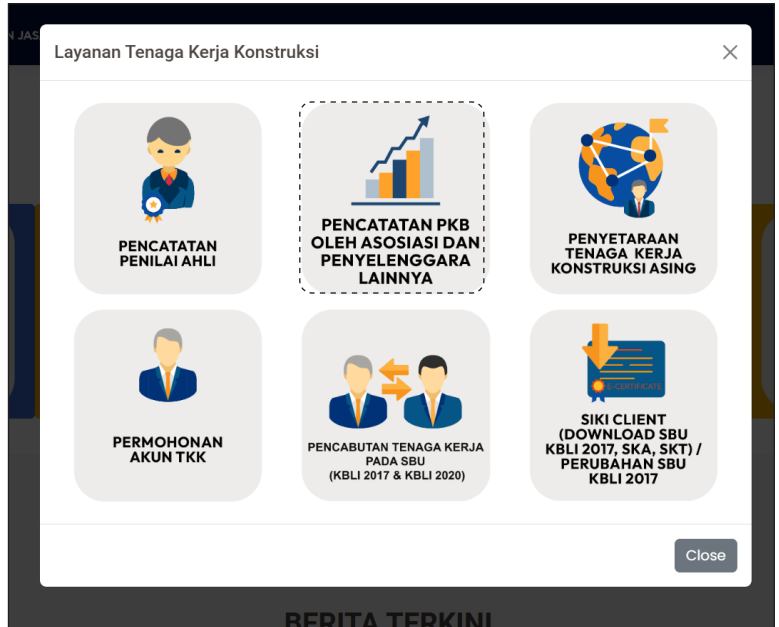 N JAS
Layanan Tenaga Kerja Konstruksi
PENCATATAN
PENILAI AHLI
PENCATATAN PKB
OLEH ASOSIASI DAN
PENYELENGGARA
LAINNYA
PENYETARAAN
TENAGA KERJA
KONSTRUKSI ASING
PERMOHONAN
AKUN TKK
PENCABUTAN TENAGA KERJA
PADA SBU
(KBLI 2017 & KBLI 2020)
E-CERTIFICATE
SIKI CLIENT
(DOWNLOAD SBU
KBLI 2017, SKA, SKT) /
PERUBAHAN SBU
KBLI 2017
Close
BERITA TERKINI